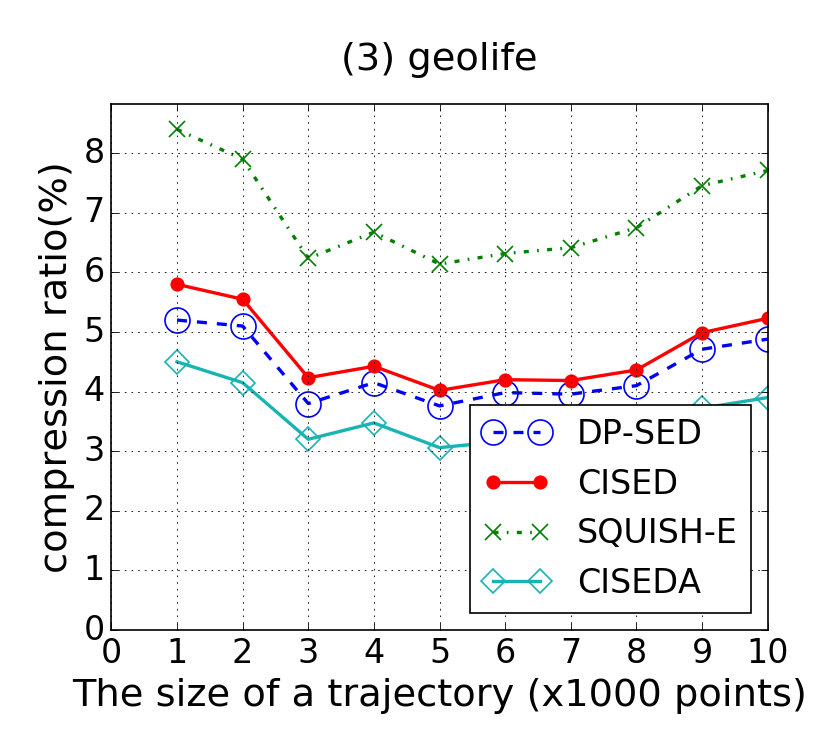 (3) geolife
compression ratio(%)
8
7
6
5
4
3
2
1
0
0 1 2 3 4 5 6 7 8 9 10
The size of a trajectory (x1000 points)
DP-SED
CISED
SQUISH-E
CISEDA